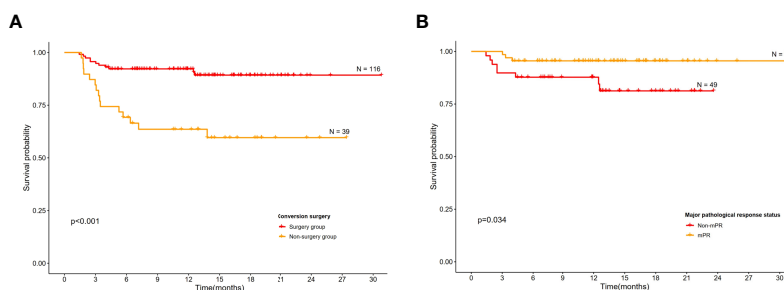 A
1.00
0.75
0.50
0.25
0.00
Survival probability
N = 116
N = 39
p<0.001
Conversion surgery
Surgery group
Non-surgery group
0 3 6 9 12 15 18 21 24 27 30
Time(months)
B
1.00
0.75
0.50
0.25
0.00
Survival probability
N =
N = 49
p=0.034
Major pathological response status
Non-mPR
mPR
0 3 6 9 12 15 18 21 24 27 30
Time(months)